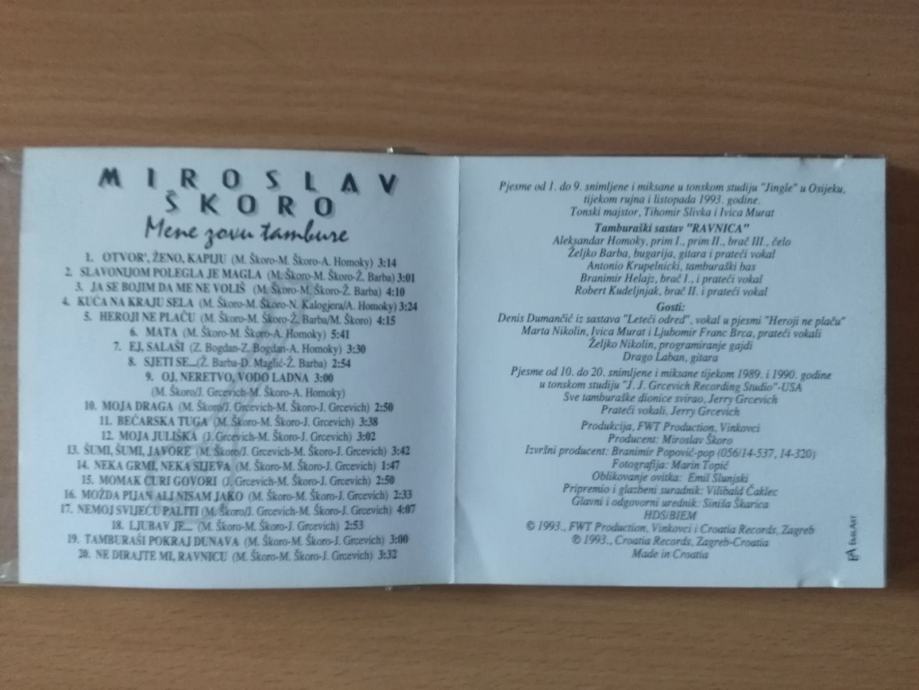 MIROSLAV
ŠKORO
Mene zovu tambure
1. OTVOR', ŽENO, KAPIJU (M. Škoro-M. Škoro-A. Homoky) 3:14
2. SLAVONIJOM POLEGLA JE MAGLA (M. Škoro-M. Škoro-Ž. Barba) 3:01
3. JA SE BOJIM DA ME NE VOLIŠ (M. Škoro-M. Škoro-Ž. Barba) 4:10
4. KUĆA NA KRAJU SELA (M. Škoro-M. Škoro-N. Kalogjera/A. Homoky) 3:24
5. HEROJI NE PLAČU (M. Škoro-M. Škoro-Ž. Barba/M. Škoro) 4:15
6. MATA (M. Škoro-M. Škoro-A. Homoky) 5:41
7. EJ, SALAŠI (Z. Bogdan-Z. Bogdan-A. Homoky) 3:30
8. SJETI SE...(Ž. Barba-D. Maglić-Ž. Barba) 2:54
9. OJ, NERETVO, VODO LADNA 3:00
(M. Škoro/J. Grcevich-M. Škoro-A. Homoky)
10. MOJA DRAGA (M. Škoro/J. Grcevich-M. Škoro-J. Grcevich) 2:50
11. BEĆARSKA TUGA (M. Škoro-M. Škoro-J. Grcevich) 3:38
12. MOJA JULIŠKA (J. Grcevich-M. Škoro-J. Grcevich) 3:02
13. ŠUMI, ŠUMI, JAVORE (M. Škoro-M. Škoro-J. Grcevich) 3:42
14. NEKA GRMI, NEKA SIJEVA (M. Škoro-M. Škoro-J. Grcevich) 1:47
15. MOMAK CURI GOVORI (J. Grcevich-M. Škoro-J. Grcevich) 2:50
16. MOŽDA PIJAN ALI NISAM JAKO (M. Škoro-M. Škoro-J. Grcevich) 2:33
17. NEMOJ SVIJEĆU PALITI (M. Škoro/J. Grcevich-M. Škoro-J. Grcevich) 4:07
18. LJUBAV JE... (M. Škoro-M. Škoro-J. Grcevich) 2:53
19. TAMBURAŠI POKRAJ DUNAVA (M. Škoro-M. Škoro-J. Grcevich) 3:00
20. NE DIRAJTE MI, RAVNICU (M. Škoro-M. Škoro-J. Grcevich) 3:32
Pjesme od 1. do 9. snimljene i miksane u tonskom studiju "Jingle" u Osijeku,
tijekom rujna i listopada 1993. godine.
Tonski majstor, Tihomir Slivka i Ivica Murat
Tamburaški sastav "RAVNICA"
Aleksandar Homoky, prim I., prim II., brač III., čelo
Željko Barba, bugarija, gitara i prateći vokal
Antonio Krupelnicki, tamburaški bas
Branimir Helajz, brač I., i prateći vokal
Robert Kudeljnjak, brač II. i prateći vokal
Gosti:
Denis Dumančić iz sastava "Leteći odred", vokal u pjesmi "Heroji ne plaču"
Marta Nikolin, Ivica Murat i Ljubomir Franc Brca, prateći vokali
Željko Nikolin, programiranje gajdi
Drago Laban, gitara
Pjesme od 10. do 20. snimljene i miksane tijekom 1989. i 1990. godine
u tonskom studiju "J. J. Grcevich Recording Studio"-USA
Sve tamburaške dionice svirao, Jerry Grcevich
Prateći vokali, Jerry Grcevich
Produkcija, FWT Production, Vinkovci
Producent: Miroslav Škoro
Izvršni producent: Branimir Popović-pop (056/14-537, 14-320)
Fotografija: Marin Topić
Oblikovanje ovitka: Emil Šlunjski
Pripremio i glazbeni suradnik: Vilibald Čaklec
Glavni i odgovorni urednik: Siniša Škarica
HDS/BIEM
© 1993., FWT Production, Vinkovci i Croatia Records, Zagreb
℗ 1993., Croatia Records, Zagreb-Croatia
Made in Croatia